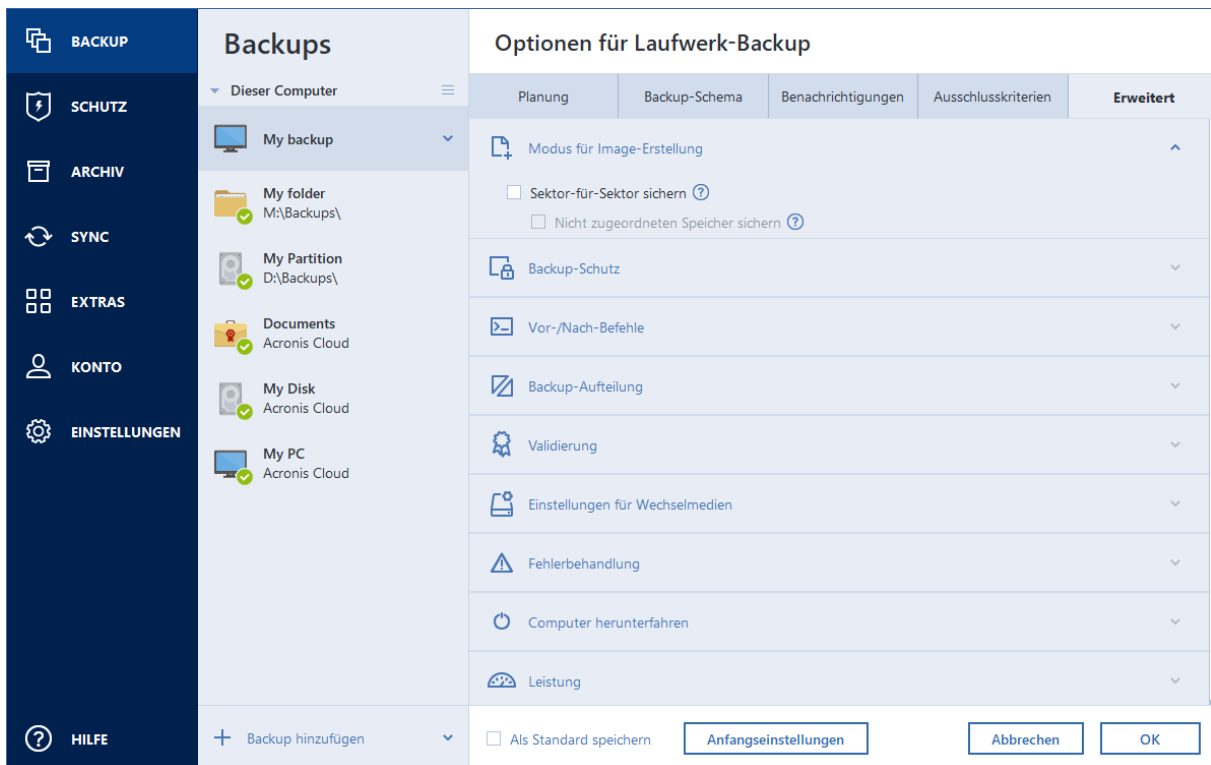 BACKUP
SCHUTZ
ARCHIV
SYNC
EXTRAS
KONTO
EINSTELLUNGEN
HILFE
Backups
Dieser Computer
My backup
My folder
M:\Backups\
My Partition
D:\Backups\
Documents
Acronis Cloud
My Disk
Acronis Cloud
My PC
Acronis Cloud
Backup hinzufügen
Optionen für Laufwerk-Backup
Planung
Backup-Schema
Benachrichtigungen
Ausschlusskriterien
Erweitert
Modus für Image-Erstellung
Sektor-für-Sektor sichern ?
Nicht zugeordneten Speicher sichern ?
Backup-Schutz
Vor-/Nach-Befehle
Backup-Aufteilung
Validierung
Einstellungen für Wechselmedien
Fehlerbehandlung
Computer herunterfahren
Leistung
Als Standard speichern
Anfangseinstellungen
Abbrechen
OK